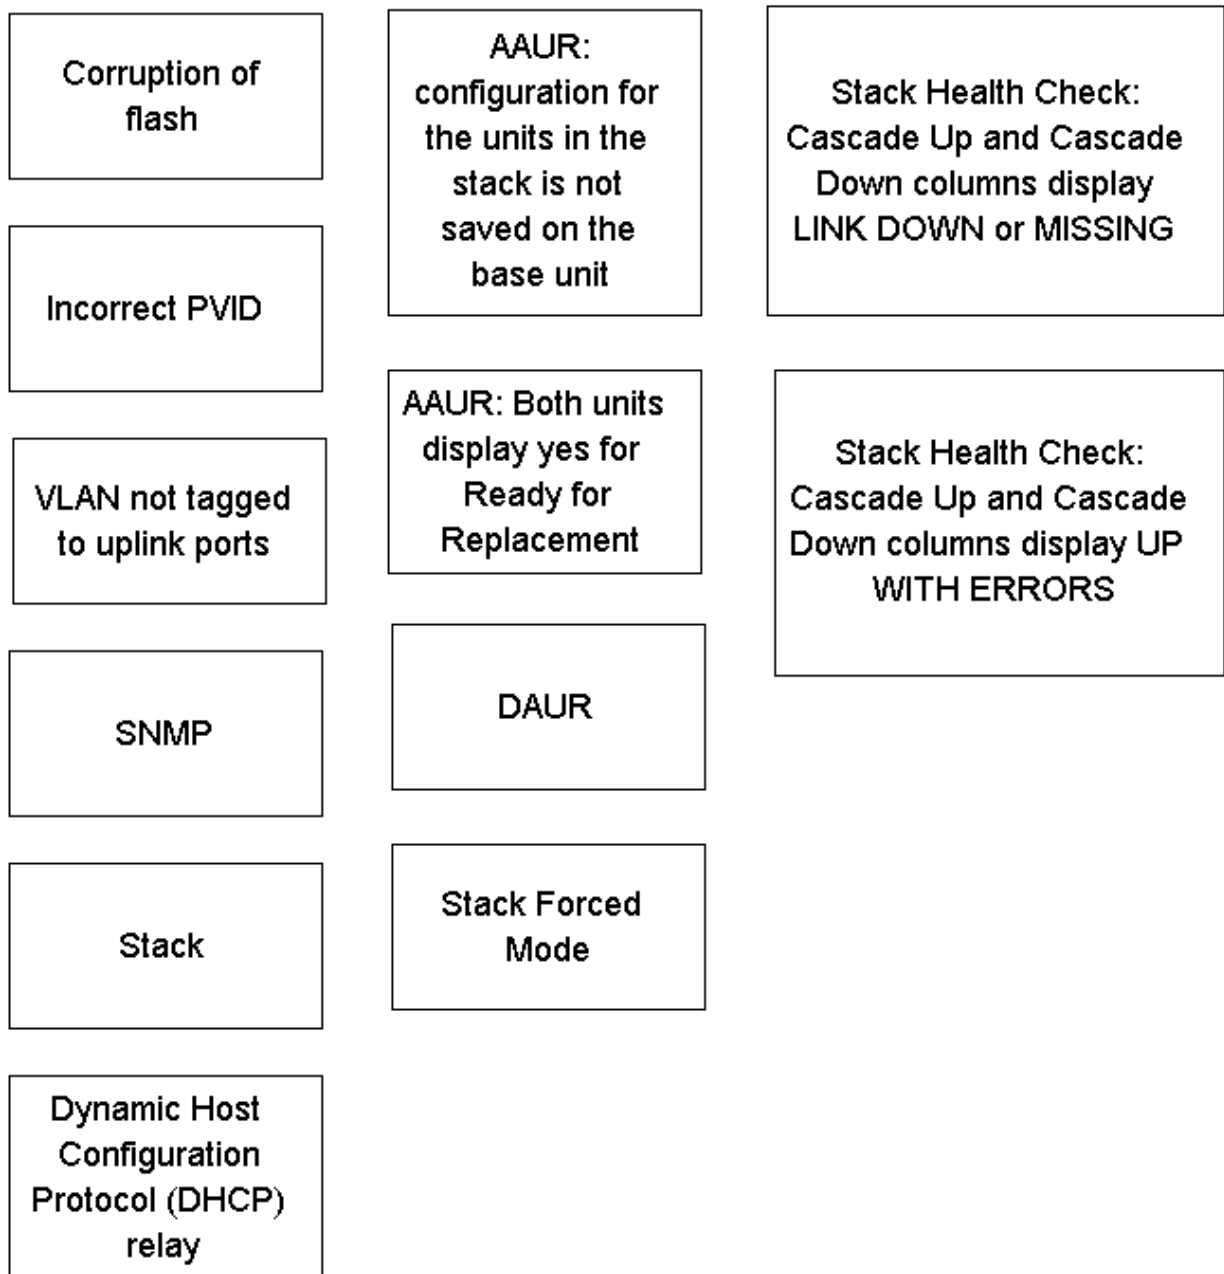 Corruption of
flash
Incorrect PVID
VLAN not tagged
to uplink ports
SNMP
Stack
Dynamic Host
Configuration
Protocol (DHCP)
relay
AAUR:
configuration for
the units in the
stack is not
saved on the
base unit
AAUR: Both units
display yes for
Ready for
Replacement
DAUR
Stack Forced
Mode
Stack Health Check:
Cascade Up and Cascade
Down columns display
LINK DOWN or MISSING
Stack Health Check:
Cascade Up and Cascade
Down columns display UP
WITH ERRORS